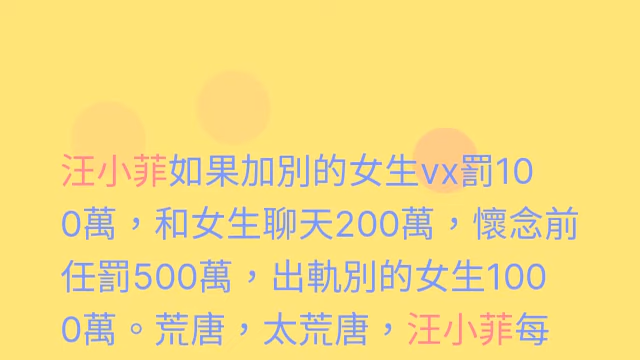 汪小菲如果加別的女生vx罰10
0萬，和女生聊天200萬，懷念前
任罰500萬，出軌別的女生100
0萬。荒唐，太荒唐，汪小菲每